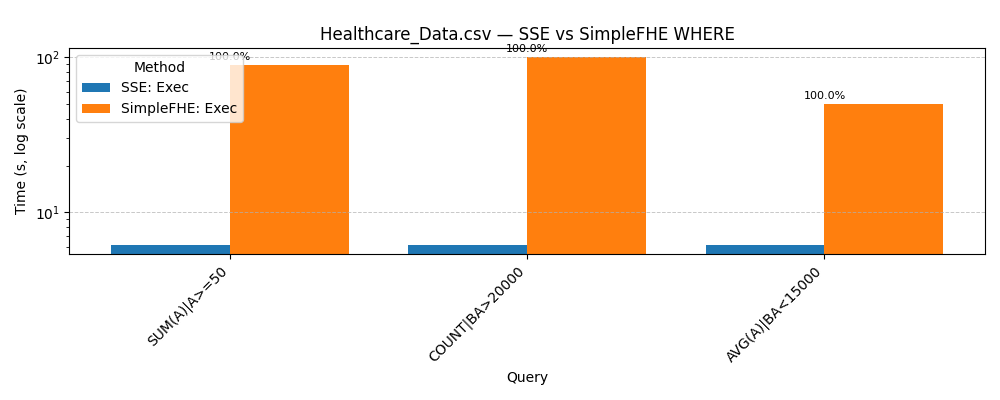 Healthcare_Data.csv — SSE vs SimpleFHE WHERE
100.0%
100.0%
100.0%
Method
SSE: Exec
SimpleFHE: Exec
Time (s, log scale)
10²
10¹
SUM(A)|A>=50
COUNT|BA>20000
AVG(A)|BA<15000
Query